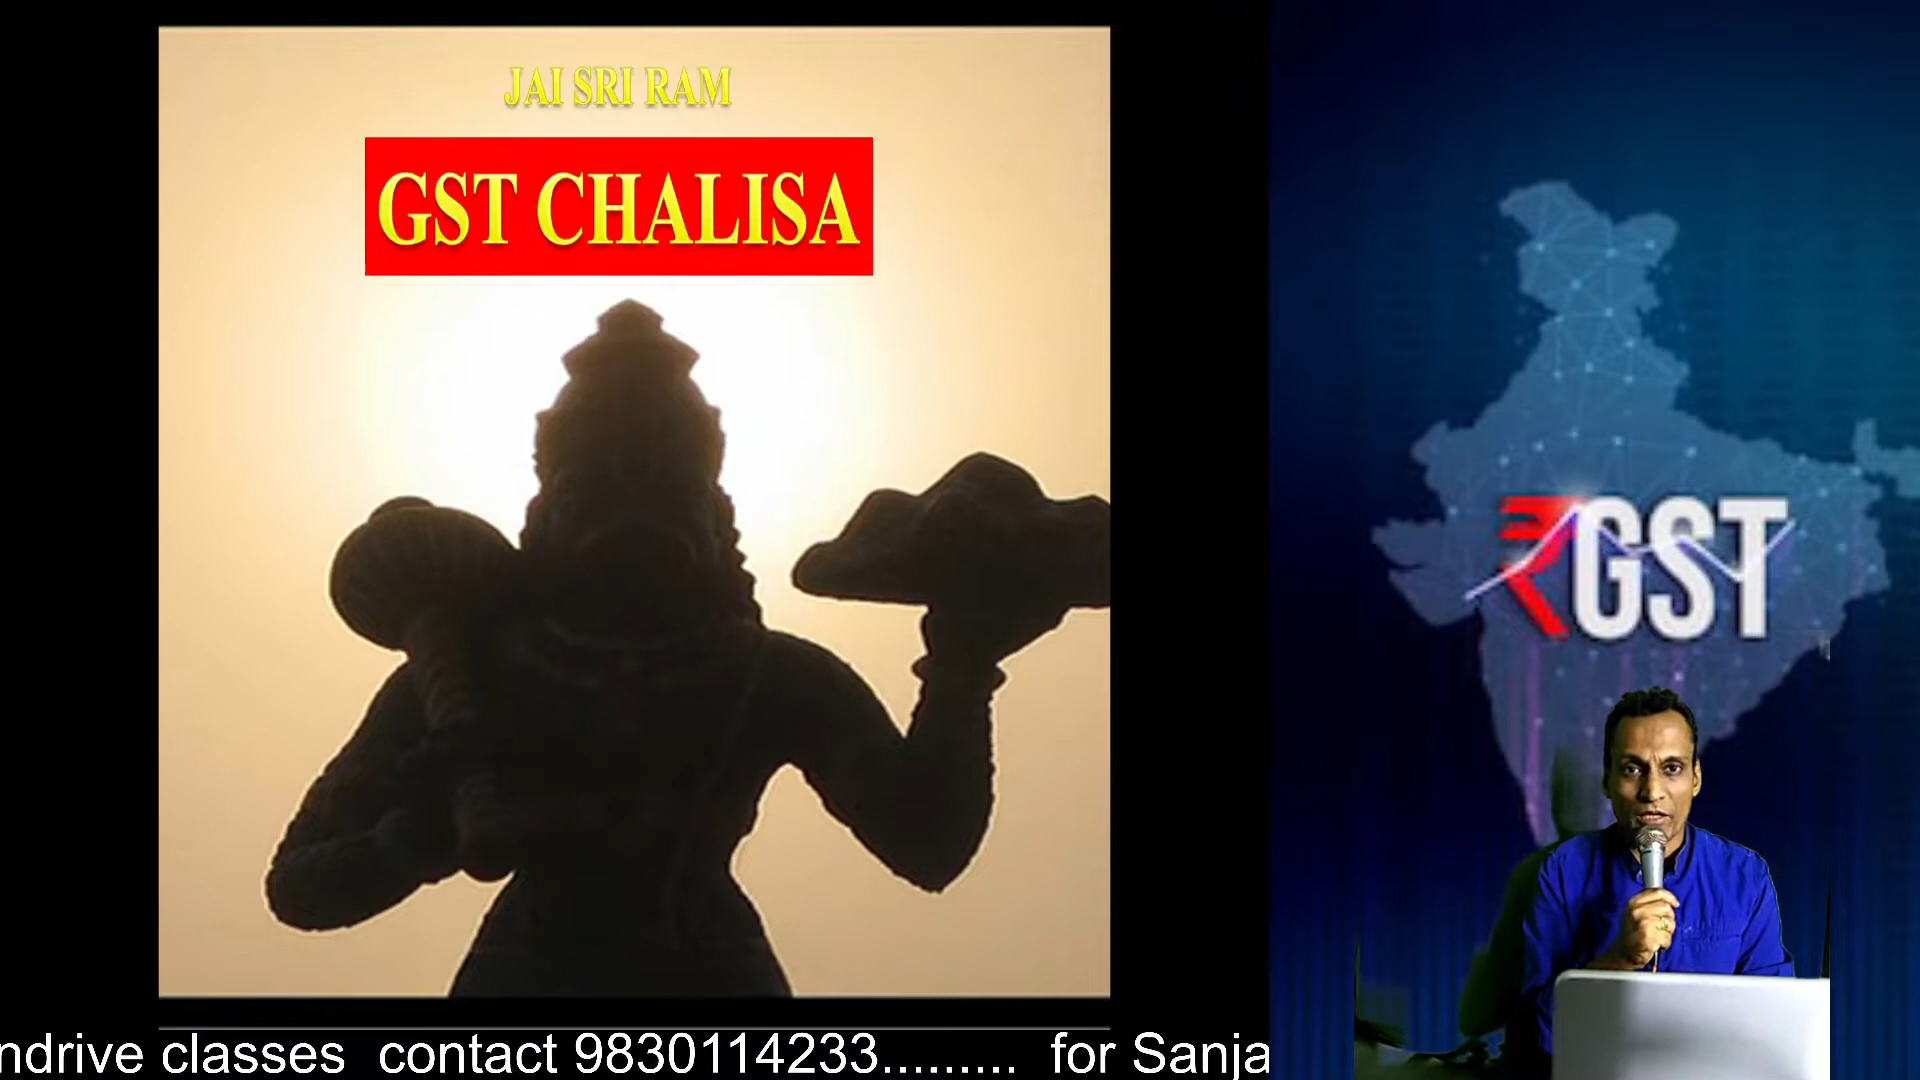 JAI SRI RAM
GST CHALISA
₹GST
ndrive classes contact 9830114233......... for Sanja